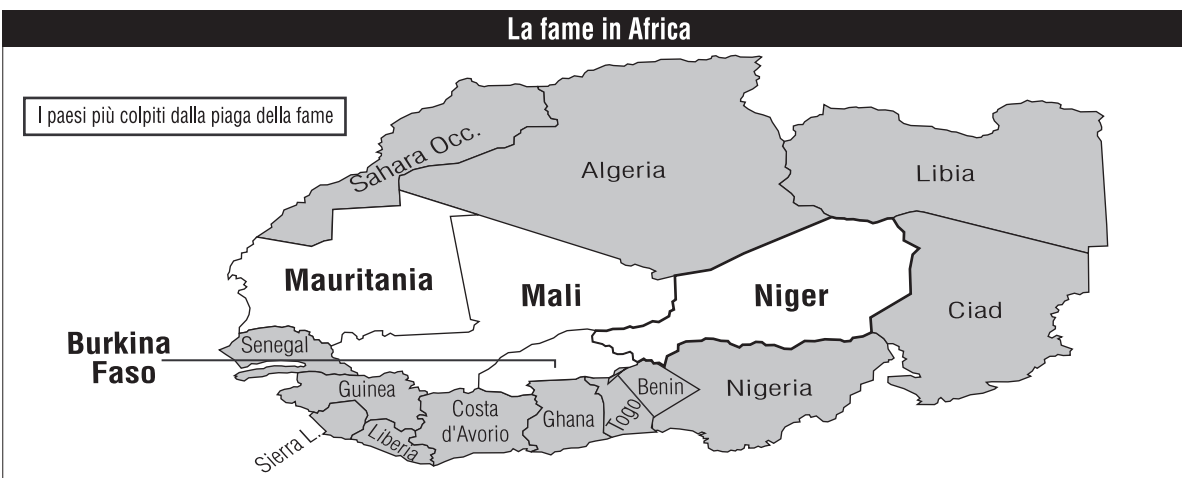 La fame in Africa
I paesi più colpiti dalla piaga della fame
Sahara Occ.
Algeria
Libia
Mauritania
Mali
Niger
Ciad
Burkina
Faso
Senegal
Guinea
Sierra L.
Liberia
Costa
d'Avorio
Ghana
Togo
Benin
Nigeria